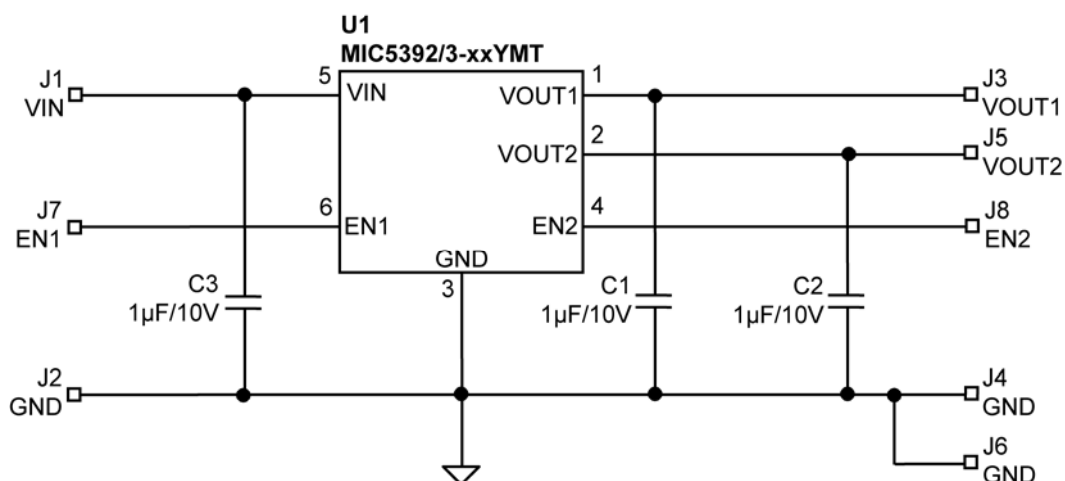 U1
MIC5392/3-xxYMT
J1
VIN
5
VIN
VOUT1
1
J3
VOUT1
VOUT2
2
J5
VOUT2
J7
EN1
6
EN1
EN2
4
J8
EN2
GND
3
C3
1µF/10V
C1
1µF/10V
C2
1µF/10V
J2
GND
J4
GND
J6
GND